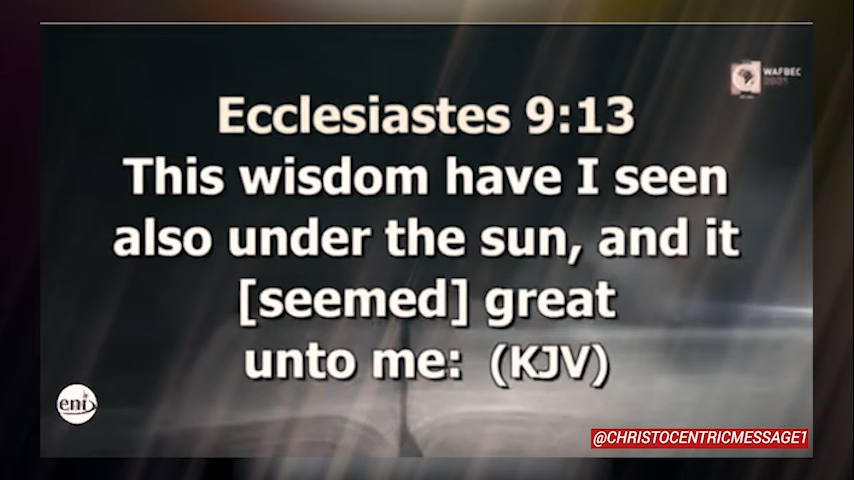 WAFBEC
Ecclesiastes 9:13
This wisdom have I seen
also under the sun, and it
[seemed] great
unto me: (KJV)
eni
@CHRISTOCENTRICMESSAGE1